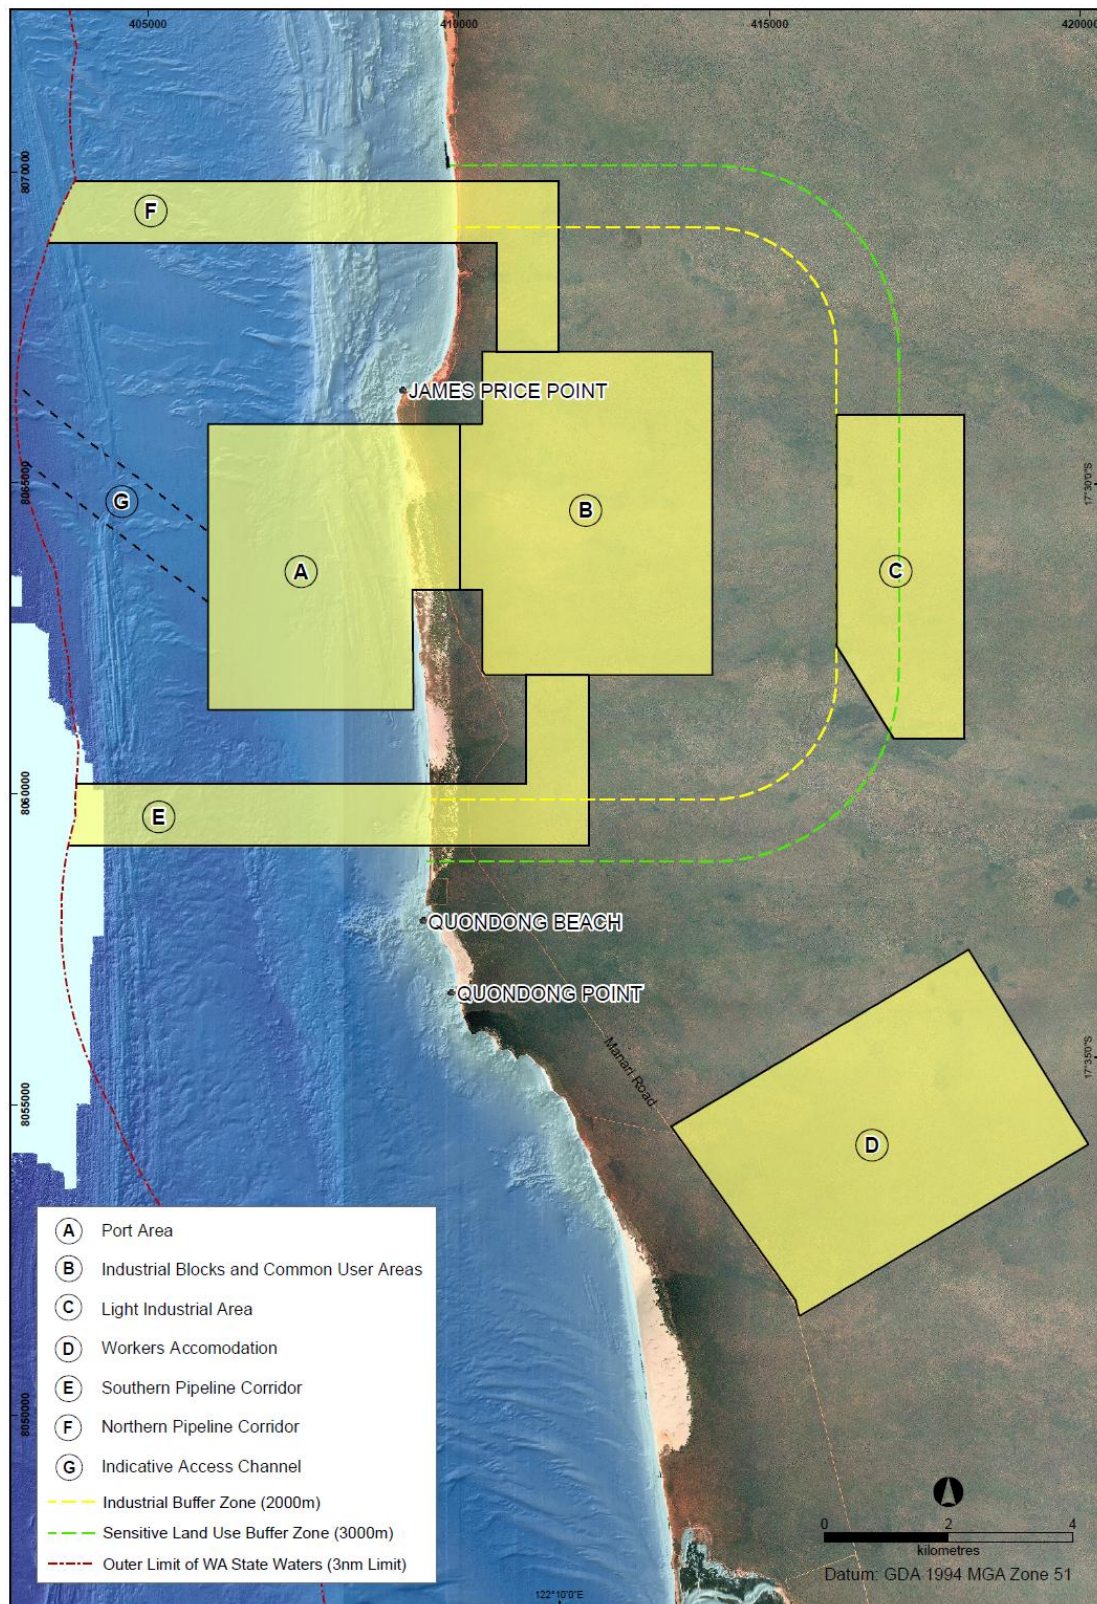 405000
410000
415000
420000
8070000
F
JAMES PRICE POINT
8065000
17°30'0"S
G
B
A
C
8060000
E
QUONDONG BEACH
QUONDONG POINT
Manari Road
17°35'0"S
8055000
D
A Port Area
B Industrial Blocks and Common User Areas
C Light Industrial Area
D Workers Accomodation
E Southern Pipeline Corridor
F Northern Pipeline Corridor
G Indicative Access Channel
Industrial Buffer Zone (2000m)
Sensitive Land Use Buffer Zone (3000m)
Outer Limit of WA State Waters (3nm Limit)
8050000
0 2 4
kilometres
Datum: GDA 1994 MGA Zone 51
122°10'0"E